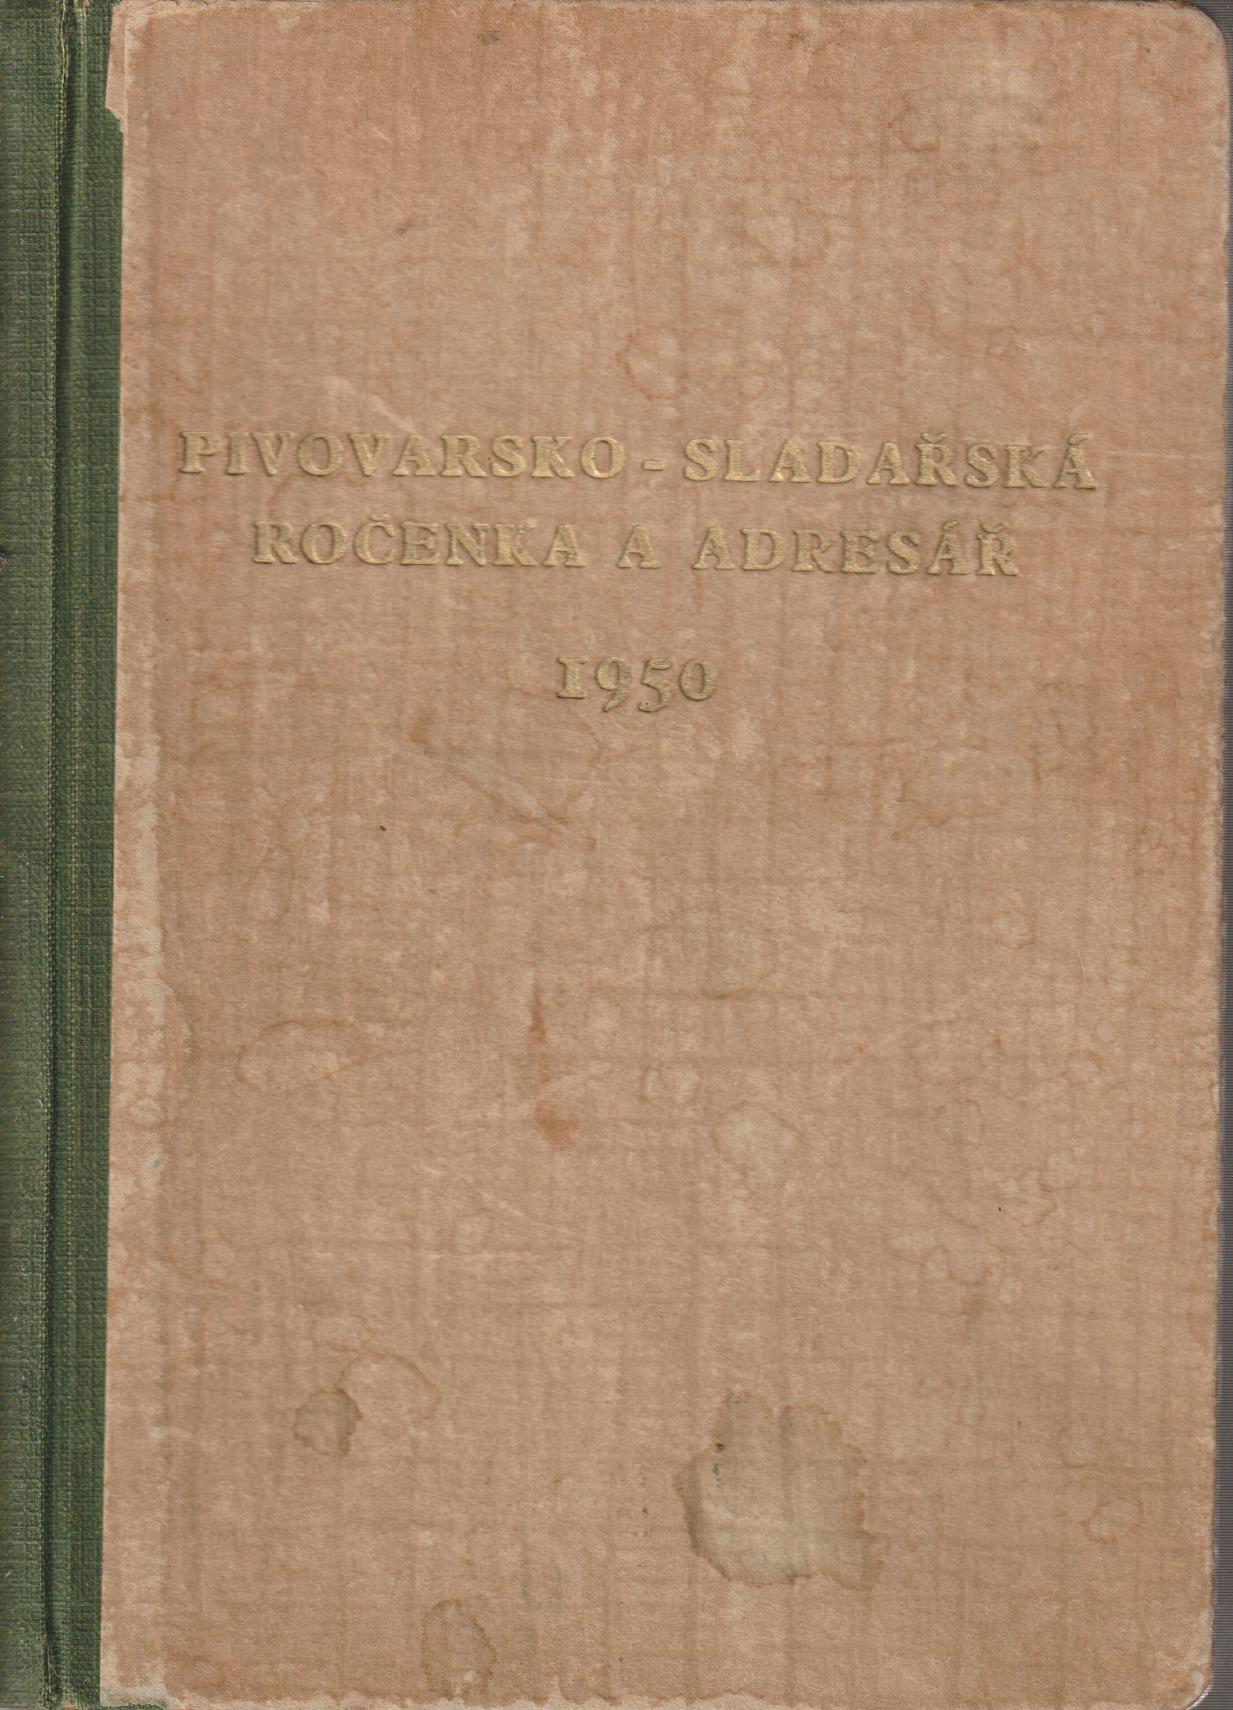 PIVOVARSKO-SLADAŘSKÁ
ROČENKA A ADRESÁŘ
1950